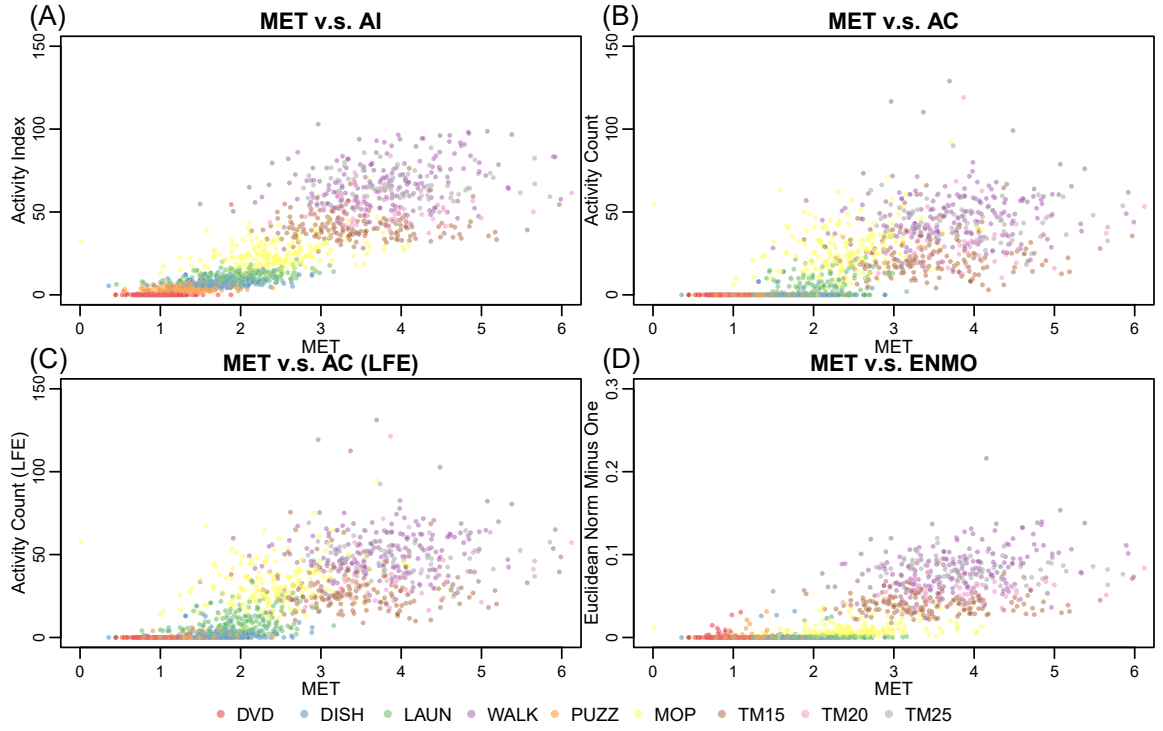 (A)
MET v.s. AI
Activity Index
0
50
100
150
0 1 2 3 4 5 6
MET
(B)
MET v.s. AC
Activity Count
0
50
100
150
0 1 2 3 4 5 6
MET
(C)
MET v.s. AC (LFE)
Activity Count (LFE)
0
50
100
150
0 1 2 3 4 5 6
MET
(D)
MET v.s. ENMO
Euclidean Norm Minus One
0
0.1
0.2
0.3
0 1 2 3 4 5 6
MET
DVD DISH LAUN WALK PUZZ MOP TM15 TM20 TM25